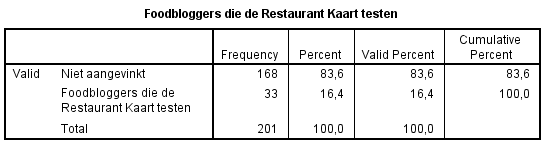 Foodbloggers die de Restaurant Kaart testen
Frequency Percent Valid Percent Cumulative Percent
Valid Niet aangevinkt 168 83,6 83,6 83,6
Foodbloggers die de Restaurant Kaart testen 33 16,4 16,4 100,0
Total 201 100,0 100,0